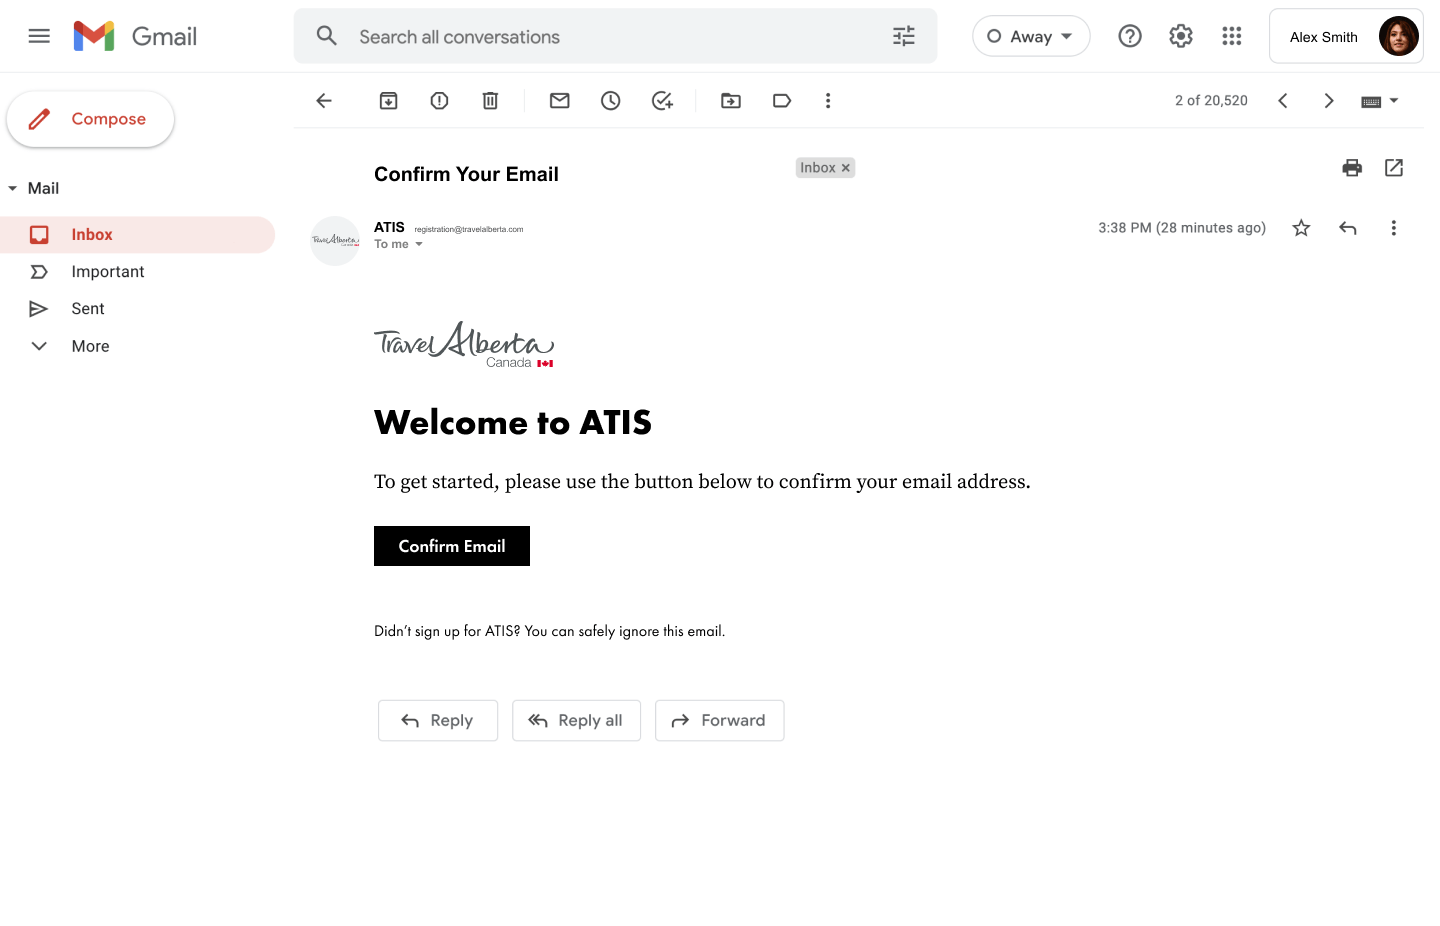 Gmail
Search all conversations
Away
Alex Smith
Compose
2 of 20,520
Mail
Inbox
Important
Sent
More
Confirm Your Email
Inbox ×
ATIS registration@travelalberta.com
To me
3:38 PM (28 minutes ago)
Travel Alberta
Canada
Travel Alberta
Canada
Welcome to ATIS
To get started, please use the button below to confirm your email address.
Confirm Email
Didn't sign up for ATIS? You can safely ignore this email.
Reply
Reply all
Forward